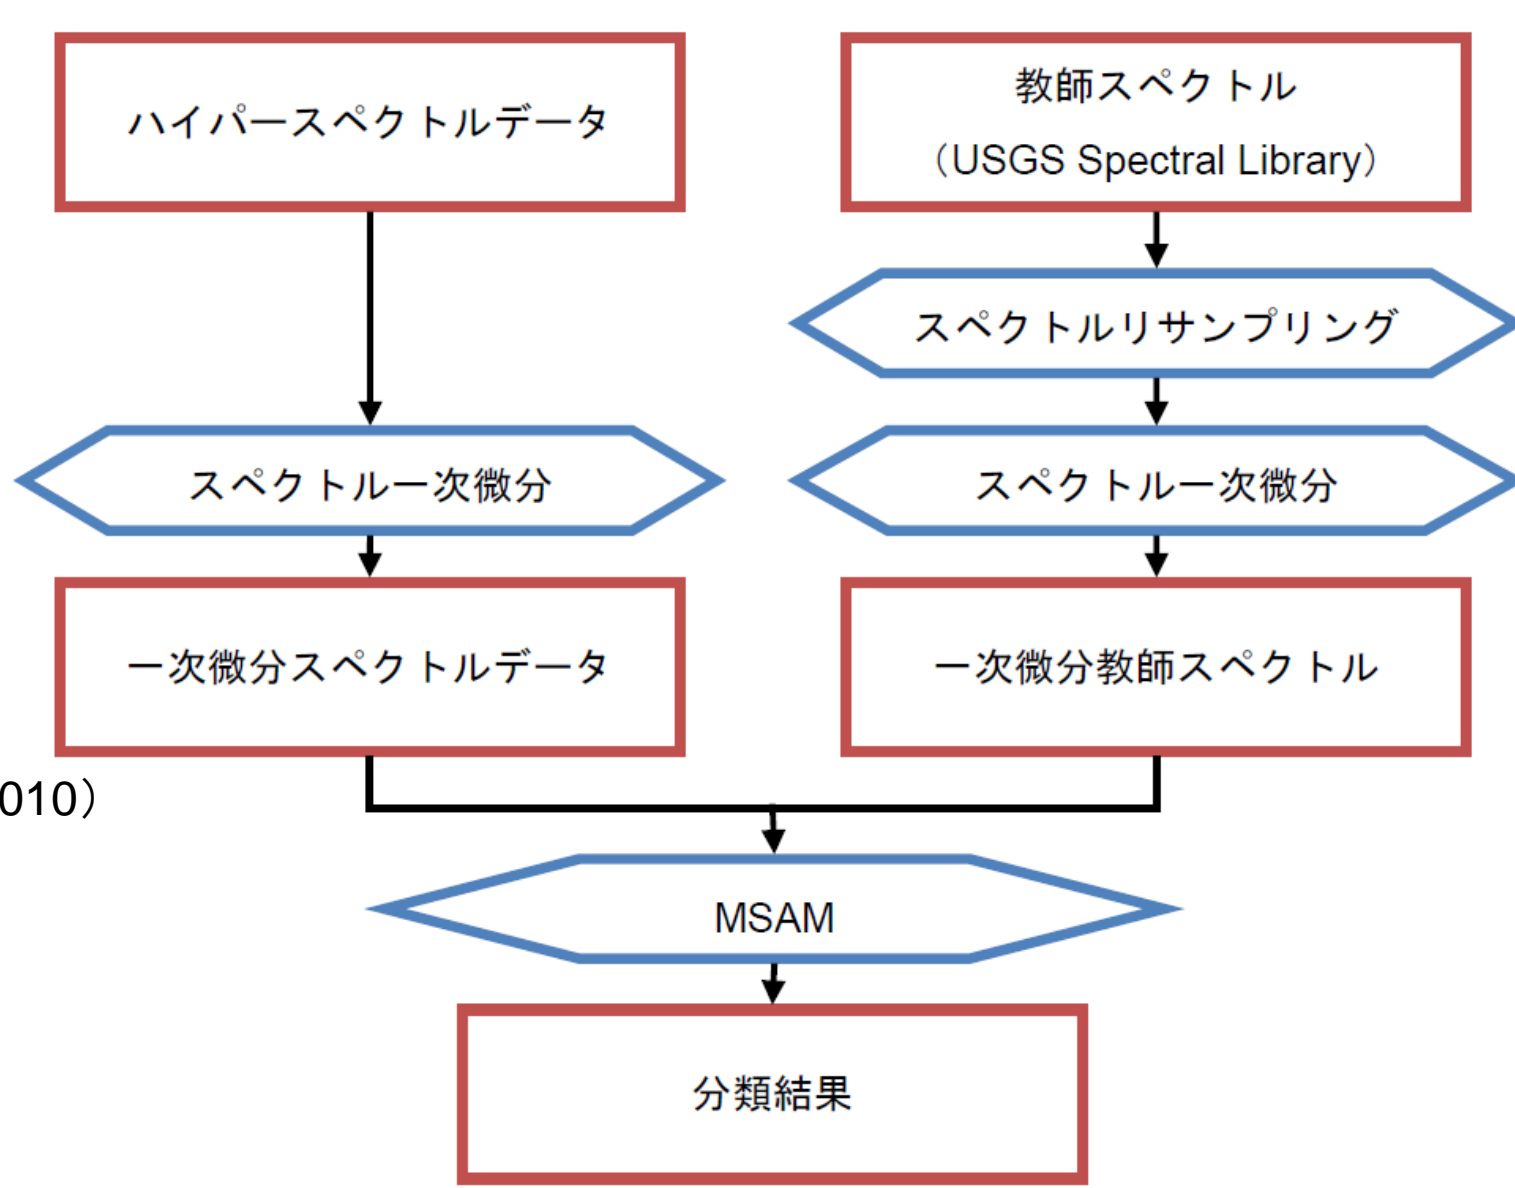 ハイパースペクトルデータ
教師スペクトル
（USGS Spectral Library）
スペクトルリサンプリング
スペクトル一次微分
スペクトル一次微分
一次微分スペクトルデータ
一次微分教師スペクトル
010）
MSAM
分類結果